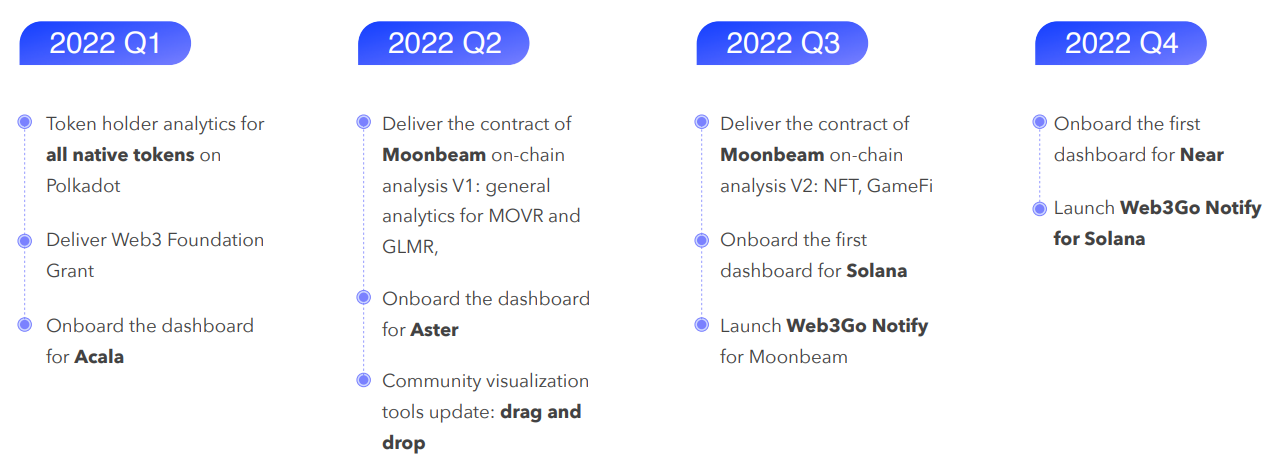 2022 Q1
Token holder analytics for
all native tokens on
Polkadot
Deliver Web3 Foundation
Grant
Onboard the dashboard
for Acala
2022 Q2
Deliver the contract of
Moonbeam on-chain
analysis V1: general
analytics for MOVR and
GLMR,
Onboard the dashboard
for Aster
Community visualization
tools update: drag and
drop
2022 Q3
Deliver the contract of
Moonbeam on-chain
analysis V2: NFT, GameFi
Onboard the first
dashboard for Solana
Launch Web3Go Notify
for Moonbeam
2022 Q4
Onboard the first
dashboard for Near
Launch Web3Go Notify
for Solana